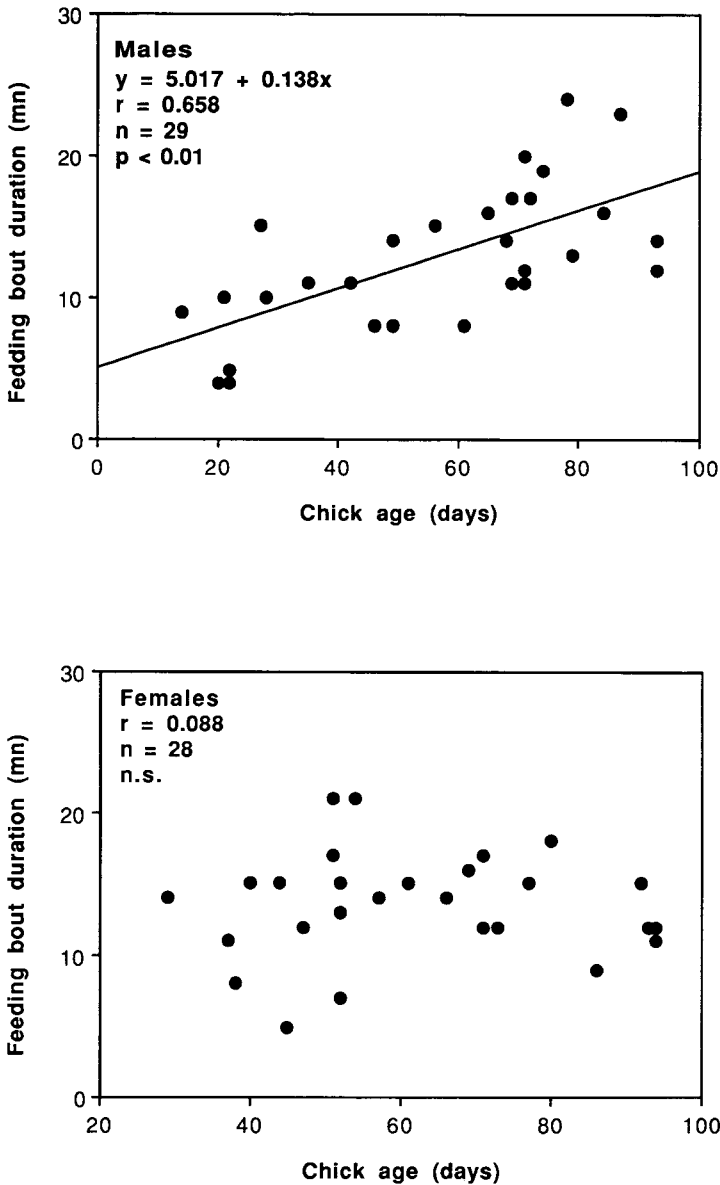 30
Males
y = 5.017 + 0.138x
r = 0.658
n = 29
p < 0.01
20
10
0
Fedding bout duration (mn)
0 20 40 60 80 100
Chick age (days)
30
Females
r = 0.088
n = 28
n.s.
20
10
0
Feeding bout duration (mn)
20 40 60 80 100
Chick age (days)